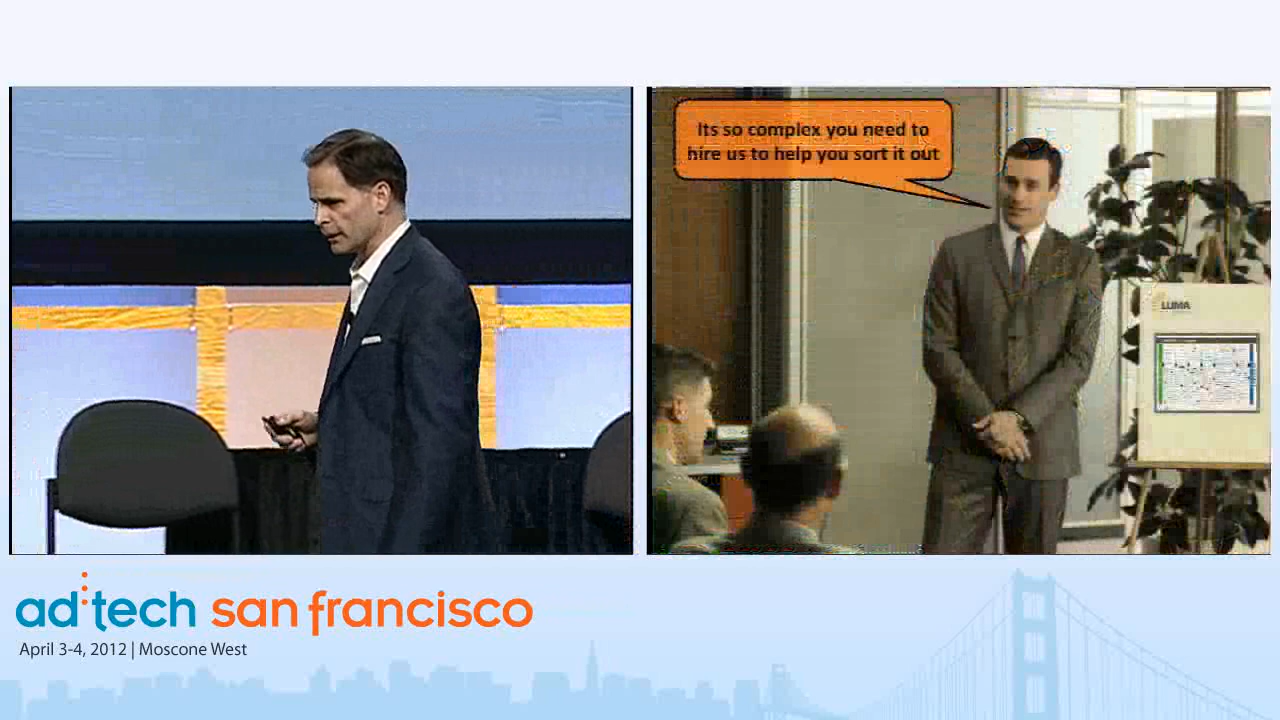 Its so complex you need to
hire us to help you sort it out
LUMA
ad:tech san francisco
April 3-4, 2012 | Moscone West